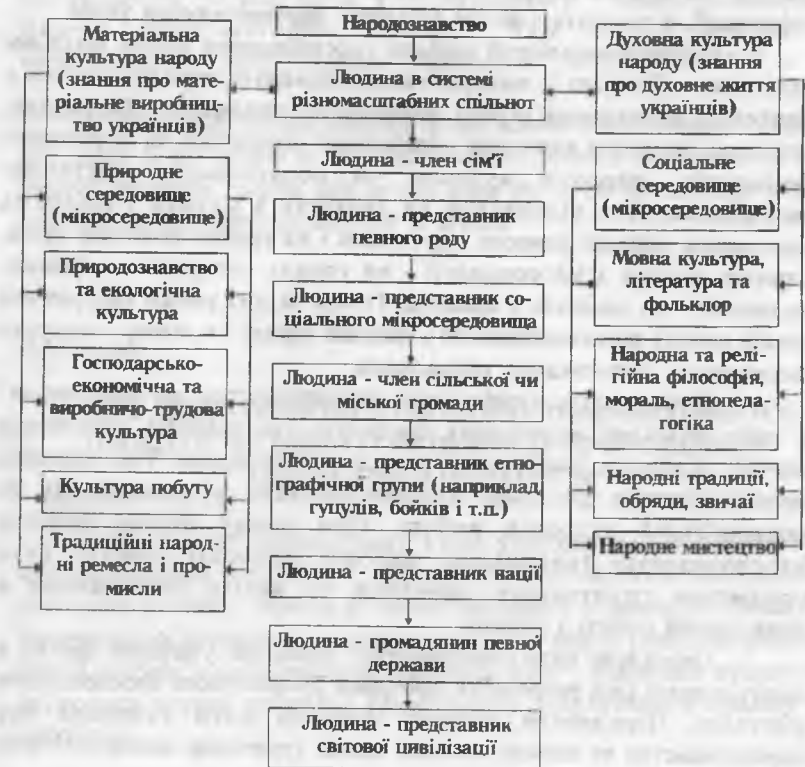 Народознавство
Матеріальна
культура народу
(знання про мате-
ріальне виробниц-
тво українців)
Людина в системі
різномасштабних спільнот
Духовна культура
народу (знання
про духовне життя
українців)
Людина - член сім'ї
Природне
середовище
(мікросередовище)
Соціальне
середовище
(мікросередовище)
Людина - представник
певного роду
Природознавство
та екологічна
культура
Людина - представник со-
ціального мікросередовища
Мовна культура,
література та
фольклор
Господарсько-
економічна та
виробничо-трудова
культура
Людина - член сільської чи
міської громади
Народна та релі-
гійна філософія,
мораль, етнопеда-
гогіка
Людина - представник етно-
графічної групи (наприклад,
гуцулів, бойків і т.п.)
Культура побуту
Народні традиції,
обряди, звичаї
Традиційні народ-
ні ремесла і про-
мисли
Народне мистецтво
Людина - представник нації
Людина - громадянин певної
держави
Людина - представник
світової цивілізації